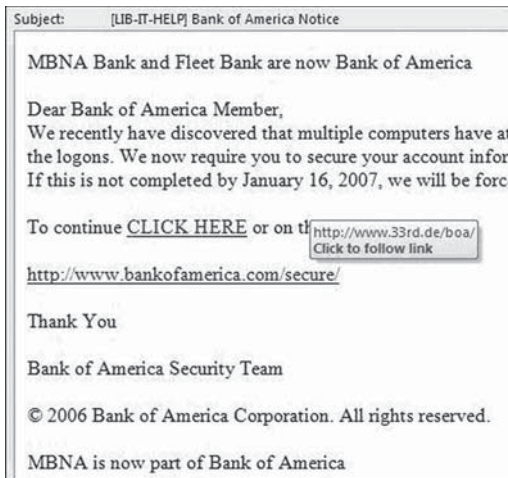 Subject: [LIB-IT-HELP] Bank of America Notice
MBNA Bank and Fleet Bank are now Bank of America
Dear Bank of America Member,
We recently have discovered that multiple computers have at
the logons. We now require you to secure your account infor
If this is not completed by January 16, 2007, we will be forc
To continue CLICK HERE or on th
http://www.33rd.de/boa/
Click to follow link
http://www.bankofamerica.com/secure/
Thank You
Bank of America Security Team
© 2006 Bank of America Corporation. All rights reserved.
MBNA is now part of Bank of America